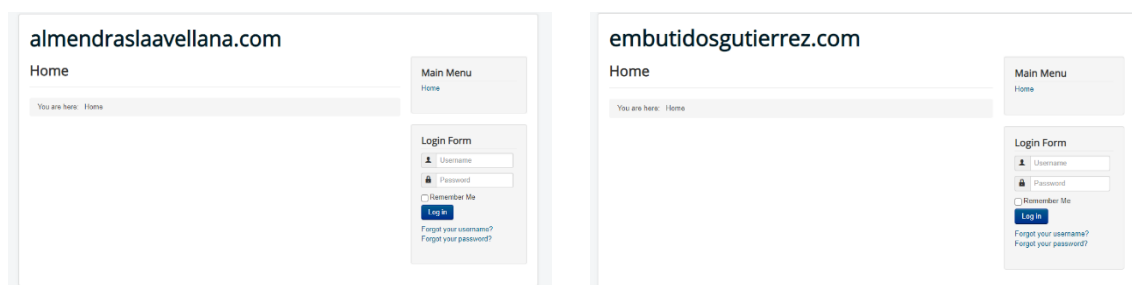 almendraslaavellana.com
Home
You are here: Home
Main Menu
Home
Login Form
Username
Password
Remember Me
Log in
Forgot your username?
Forgot your password?
embutidosgutierrez.com
Home
You are here: Home
Main Menu
Home
Login Form
Username
Password
Remember Me
Log in
Forgot your username?
Forgot your password?